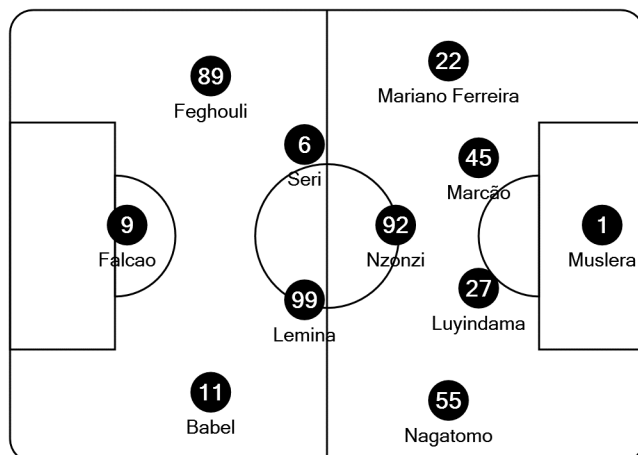 22
Mariano Ferreira
89
Feghouli
6
Seri
45
Marcão
9
Falcao
92
Nzonzi
1
Muslera
99
Lemina
27
Luyindama
11
Babel
55
Nagatomo